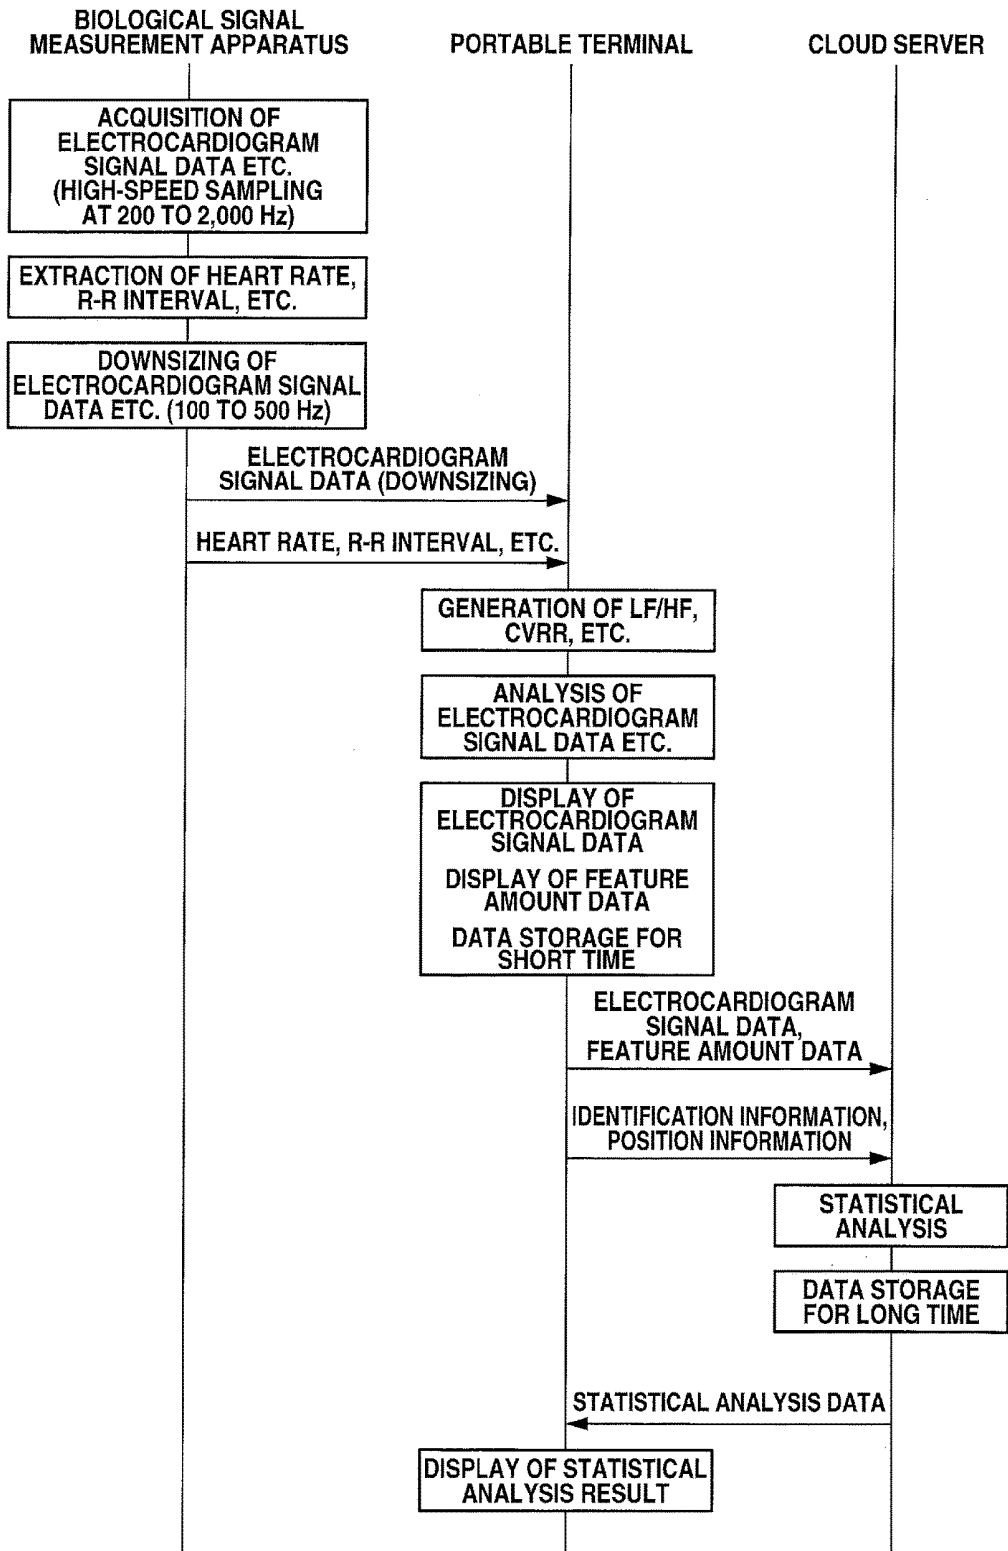 BIOLOGICAL SIGNAL
MEASUREMENT APPARATUS
PORTABLE TERMINAL
CLOUD SERVER
ACQUISITION OF
ELECTROCARDIOGRAM
SIGNAL DATA ETC.
(HIGH-SPEED SAMPLING
AT 200 TO 2,000 Hz)
EXTRACTION OF HEART RATE,
R-R INTERVAL, ETC.
DOWNSIZING OF
ELECTROCARDIOGRAM SIGNAL
DATA ETC. (100 TO 500 Hz)
ELECTROCARDIOGRAM
SIGNAL DATA (DOWNSIZING)
HEART RATE, R-R INTERVAL, ETC.
GENERATION OF LF/HF,
CVRR, ETC.
ANALYSIS OF
ELECTROCARDIOGRAM
SIGNAL DATA ETC.
DISPLAY OF
ELECTROCARDIOGRAM
SIGNAL DATA
DISPLAY OF FEATURE
AMOUNT DATA
DATA STORAGE FOR
SHORT TIME
ELECTROCARDIOGRAM
SIGNAL DATA,
FEATURE AMOUNT DATA
IDENTIFICATION INFORMATION,
POSITION INFORMATION
STATISTICAL
ANALYSIS
DATA STORAGE
FOR LONG TIME
STATISTICAL ANALYSIS DATA
DISPLAY OF STATISTICAL
ANALYSIS RESULT